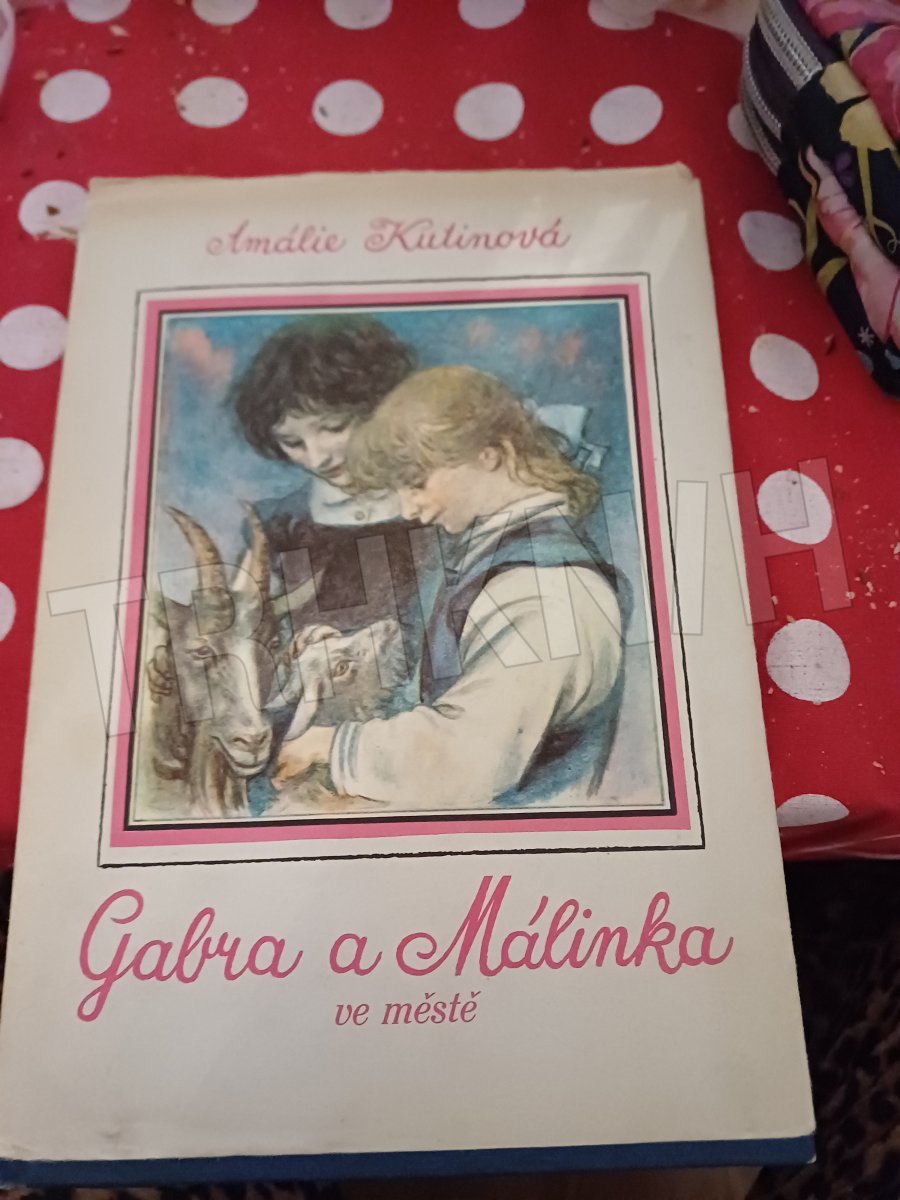 Amálie Kutinová
TRHKNIH
Gabra a Málinka
ve městě